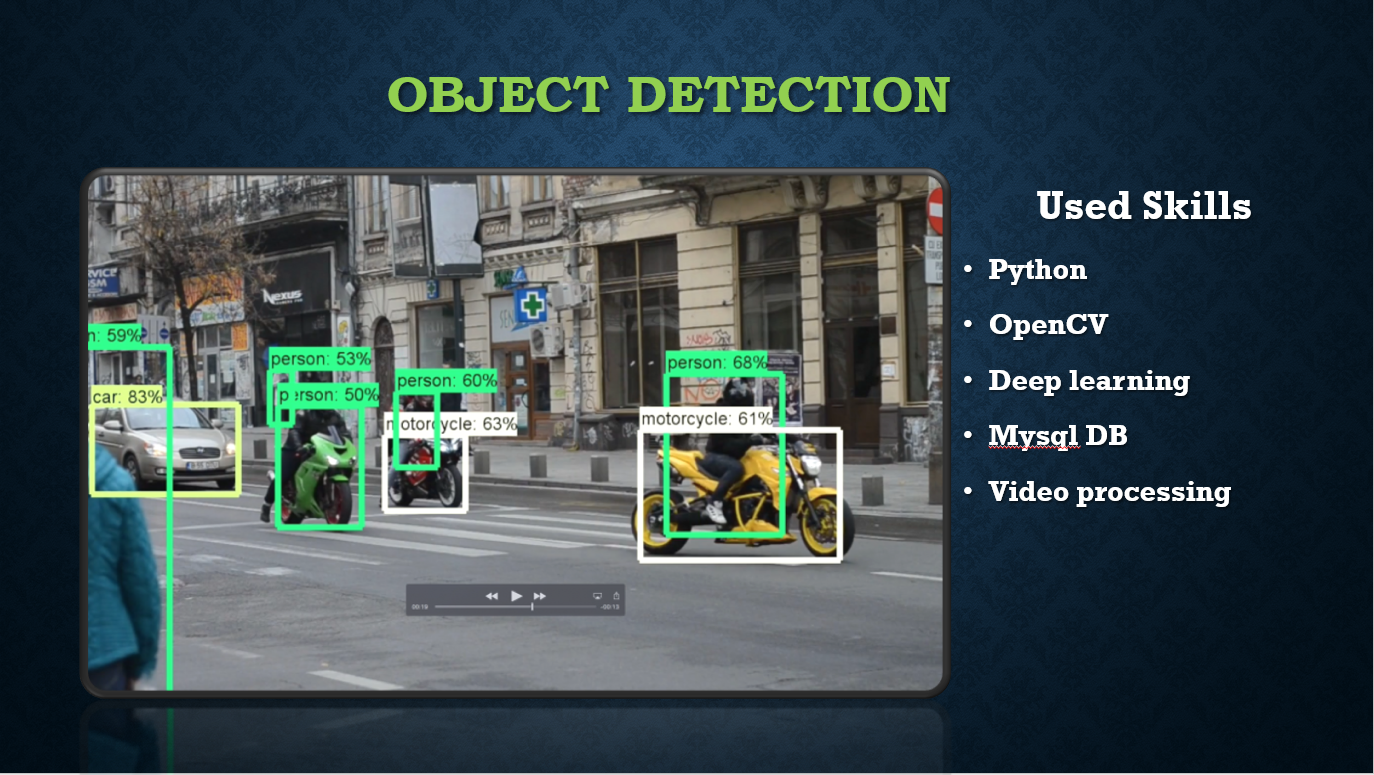 OBJECT DETECTION
Used Skills
• Python
• OpenCV
• Deep learning
• Mysql DB
• Video processing
NEXUS
n: 59%
person: 53%
person: 68%
person: 60%
person: 50%
car: 83%
motorcycle: 61%
motorcycle: 63%
00:19
-00:13